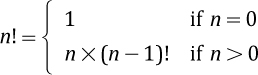 n! = { 1 if n = 0
n × (n − 1)! if n > 0